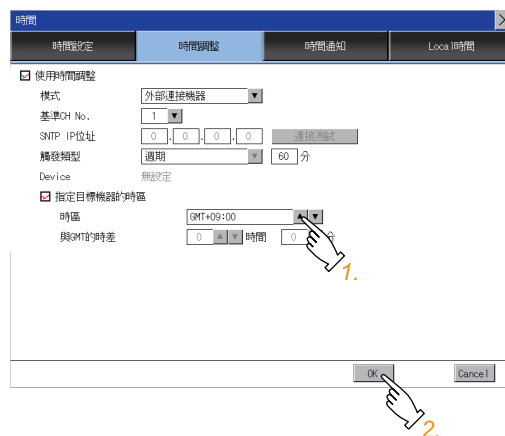 時間
時間設定 時間調整 時間通知 Local時間
使用時間調整
模式 外部連接機器
基準CH No. 1
SNTP IP位址 0 . 0 . 0 . 0 連接測試
觸發類型 週期 60 分
Device 無設定
指定目標機器的時區
時區 GMT+09:00
與GMT的時差 0 時間 0 分
1.
OK Cancel
2.